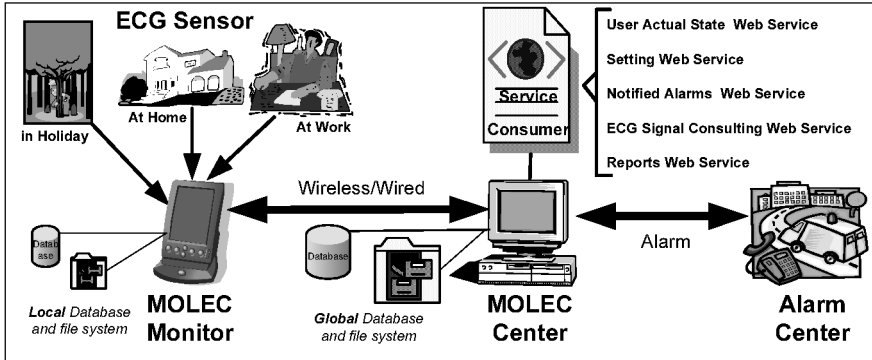 ECG Sensor
in Holiday
At Home
At Work
Service
Consumer
User Actual State Web Service
Setting Web Service
Notified Alarms Web Service
ECG Signal Consulting Web Service
Reports Web Service
Wireless/Wired
Alarm
Datab
ase
Local Database
and file system
MOLEC
Monitor
Database
Global Database
and file system
MOLEC
Center
Alarm
Center